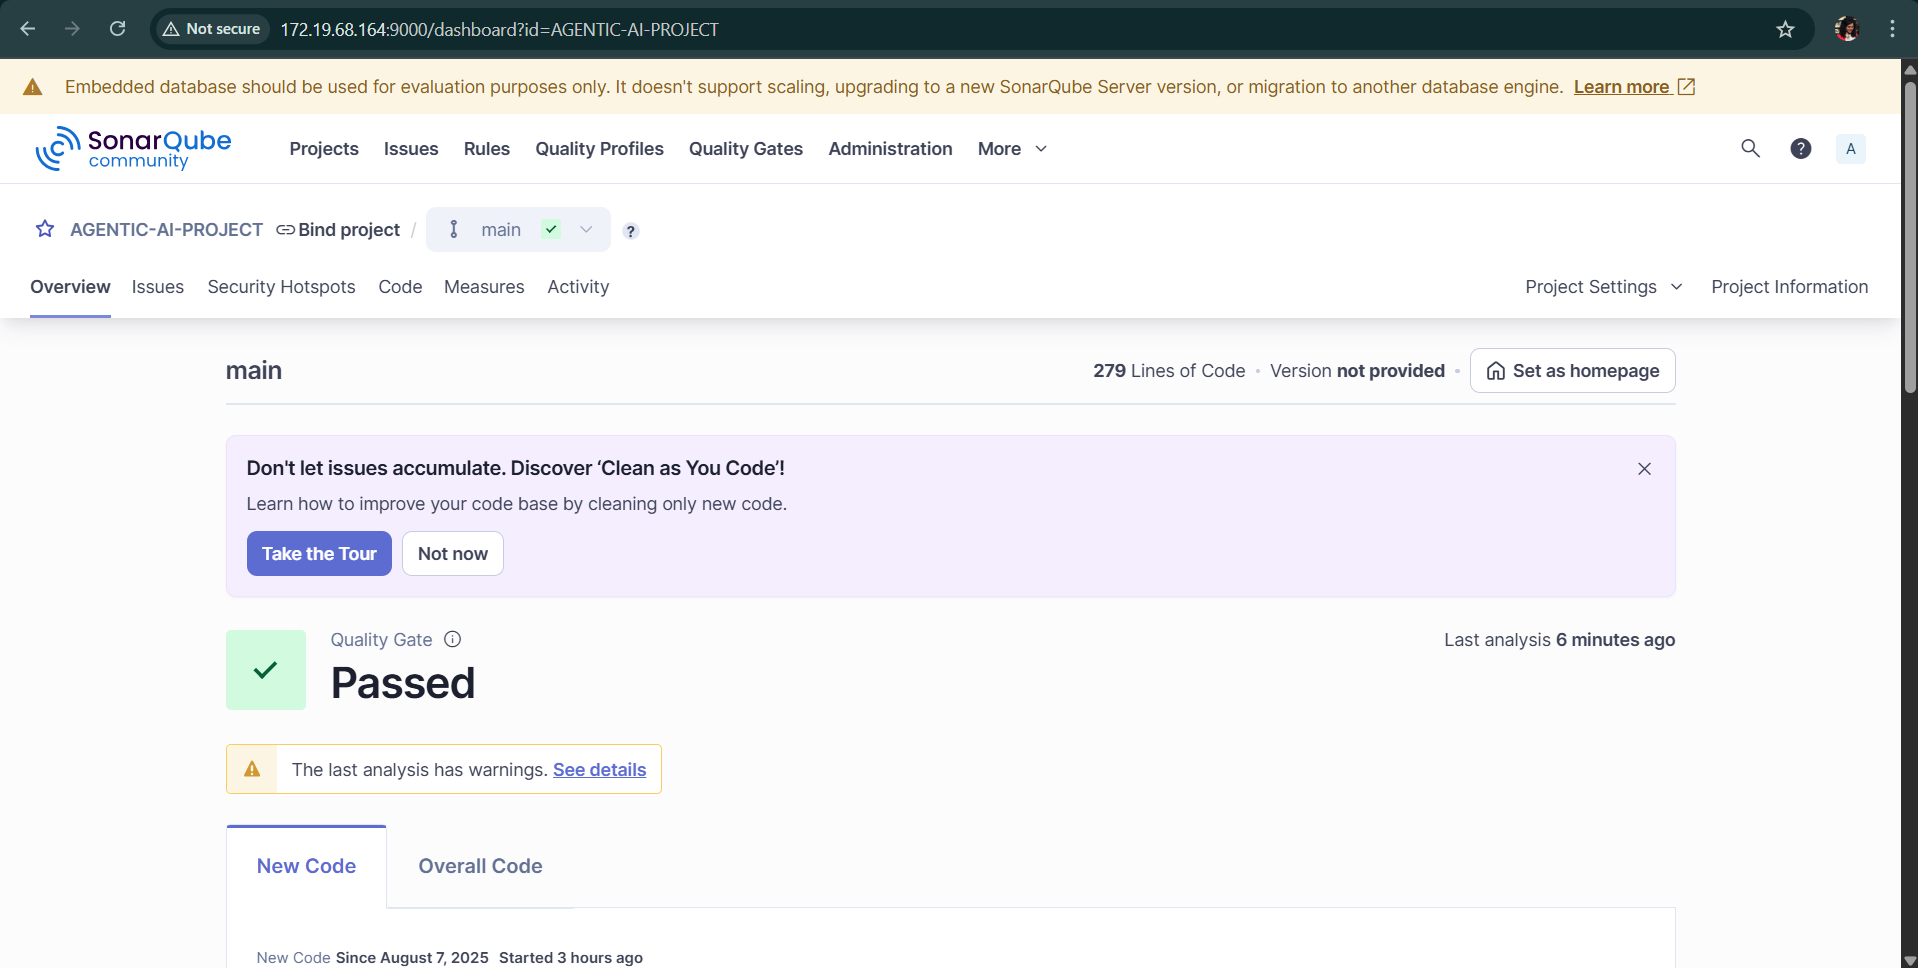 Not secure 172.19.68.164:9000/dashboard?id=AGENTIC-AI-PROJECT
Embedded database should be used for evaluation purposes only. It doesn't support scaling, upgrading to a new SonarQube Server version, or migration to another database engine. Learn more
SonarQube community Projects Issues Rules Quality Profiles Quality Gates Administration More ? A
AGENTIC-AI-PROJECT Bind project / main ?
Overview Issues Security Hotspots Code Measures Activity Project Settings Project Information
main 279 Lines of Code • Version not provided • Set as homepage
Don't let issues accumulate. Discover ‘Clean as You Code’!
Learn how to improve your code base by cleaning only new code.
Take the Tour Not now
Quality Gate Last analysis 6 minutes ago
Passed
The last analysis has warnings. See details
New Code Overall Code
New Code Since August 7, 2025 Started 3 hours ago